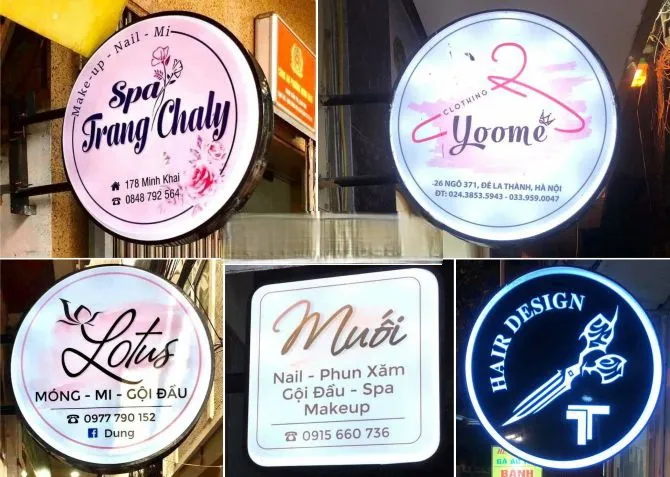 Make-up - Nail - Mi
Spa
Trang Chaly
178 Minh Khai
0848 792 564
CLOTHING
Yoome
26 NGÕ 371, ĐÊ LA THÀNH, HÀ NỘI
ĐT: 024.3853.5943 - 033.959.0047
Lotus
MÓNG - MI - GỘI ĐẦU
0977 790 152
Dung
Muối
Nail - Phun Xăm
Gội Đầu - Spa
Makeup
0915 660 736
HAIR DESIGN
T
BÁNH